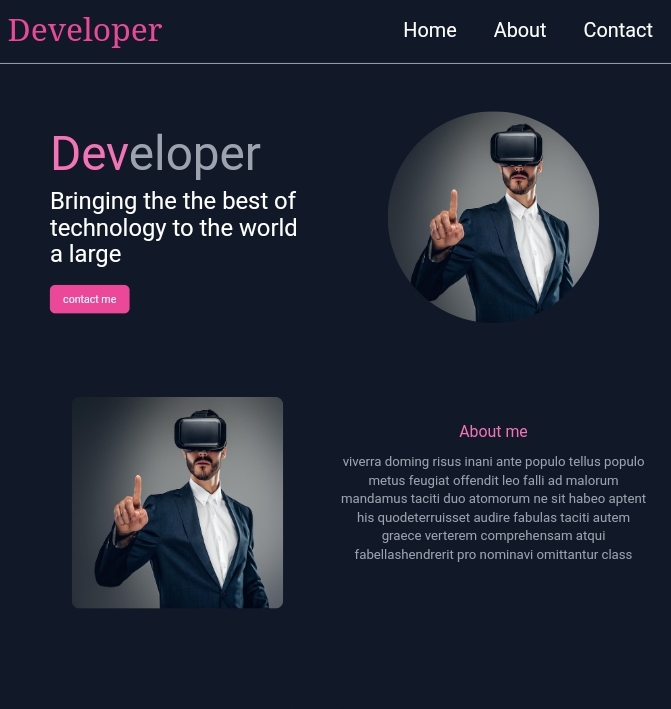 Developer
Home About Contact
Developer
Bringing the the best of
technology to the world
a large
contact me
About me
viverra doming risus inani ante populo tellus populo
metus feugiat offendit leo falli ad malorum
mandamus taciti duo atomorum ne sit habeo aptent
his quodeterruisset audire fabulas taciti autem
graece verterem comprehensam atqui
fabellashendrerit pro nominavi omittantur class